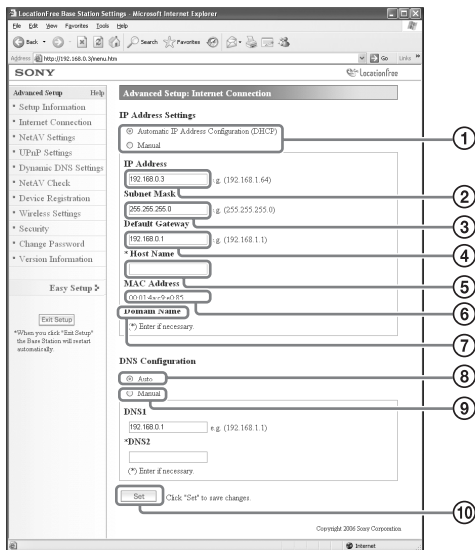 LocationFree Base Station Settings - Microsoft Internet Explorer
File Edit View Favorites Tools Help
Back Search Favorites
Address http://192.168.0.3/menu.htm Go Links »
SONY LocationFree
Advanced Setup Help
• Setup Information
• Internet Connection
• NetAV Settings
• UPnP Settings
• Dynamic DNS Settings
• NetAV Check
• Device Registration
• Wireless Settings
• Security
• Change Password
• Version Information
Easy Setup
Exit Setup
*When you click "Exit Setup"
the Base Station will restart
automatically.
Advanced Setup: Internet Connection
IP Address Settings
Automatic IP Address Configuration (DHCP)
Manual
1
IP Address
192.168.0.3 e.g. (192.168.1.64)
2
Subnet Mask
255.255.255.0 e.g. (255.255.255.0)
3
Default Gateway
192.168.0.1 e.g. (192.168.1.1)
4
* Host Name
5
MAC Address
6
Domain Name
7
(*) Enter if necessary.
DNS Configuration
Auto
8
Manual
9
DNS1
192.168.0.1 e.g. (192.168.1.1)
*DNS2
(*) Enter if necessary.
Set Click "Set" to save changes.
10
Copyright 2006 Sony Corporation
Internet